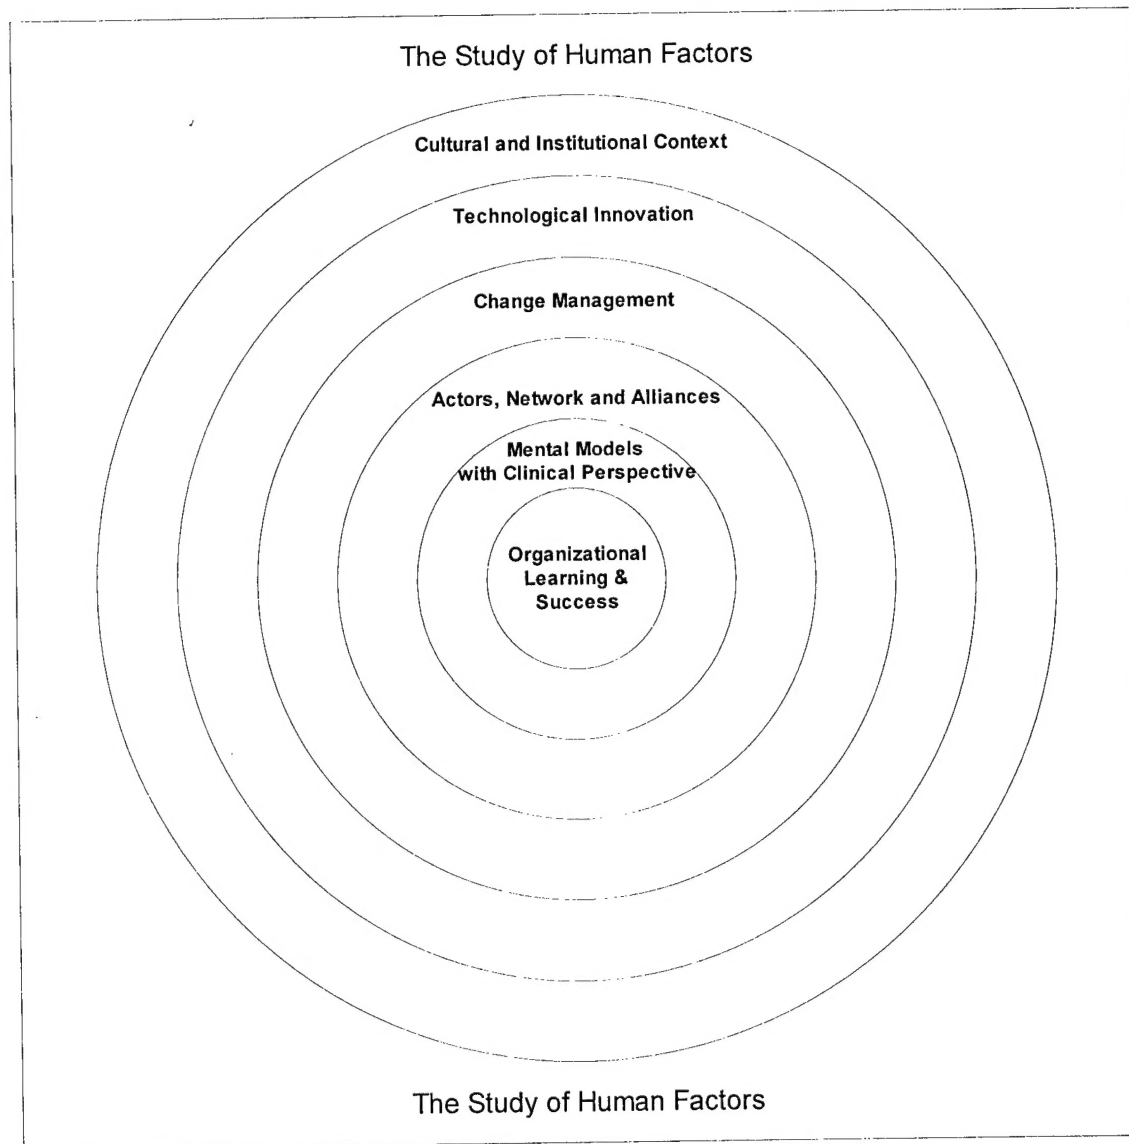 The Study of Human Factors
Cultural and Institutional Context
Technological Innovation
Change Management
Actors, Network and Alliances
Mental Models
with Clinical Perspective
Organizational
Learning &
Success
The Study of Human Factors